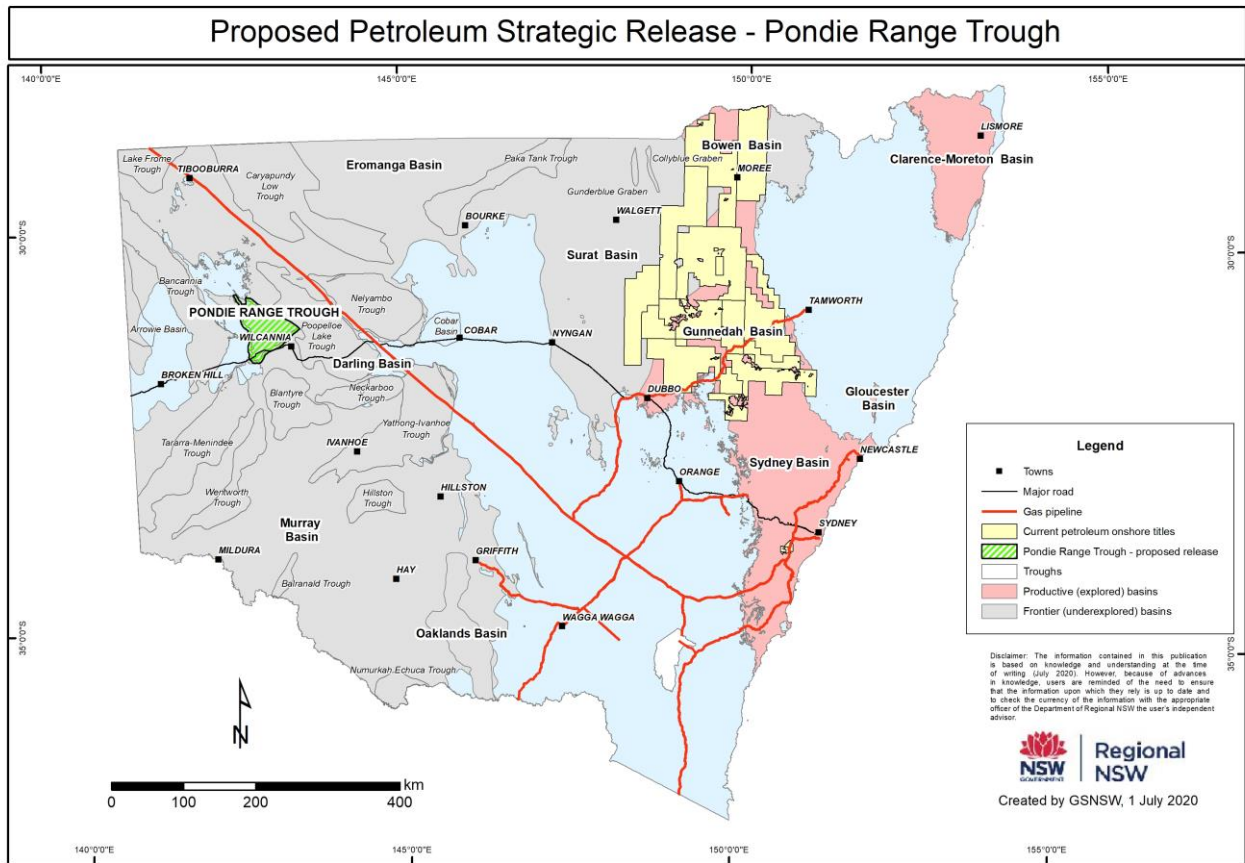 Proposed Petroleum Strategic Release - Pondie Range Trough
140°0'0"E
145°0'0"E
150°0'0"E
155°0'0"E
30°0'0"S
30°0'0"S
35°0'0"S
35°0'0"S
Lake Frome
Trough
TIBOOBURRA
Caryapundy
Low
Trough
Eromanga Basin
Paka Tank Trough
Collyblue Graben
Gunderblue Graben
BOURKE
WALGETT
Surat Basin
Bowen Basin
MOREE
LISMORE
Clarence-Moreton Basin
Bancannia
Trough
PONDIE RANGE TROUGH
Nelyambo
Trough
Arrowie Basin
WILCANNIA
Poopelloe
Lake
Trough
Cobar
Basin
COBAR
NYNGAN
Gunnedah Basin
TAMWORTH
BROKEN HILL
Darling Basin
Blantyre
Trough
Neckarboo
Trough
DUBBO
Gloucester
Basin
Yathong-Ivanhoe
Trough
Tararra-Menindee
Trough
IVANHOE
Sydney Basin
NEWCASTLE
Wentworth
Trough
Hillston
Trough
HILLSTON
ORANGE
Murray
Basin
SYDNEY
MILDURA
Balranald Trough
HAY
GRIFFITH
Oaklands Basin
WAGGA WAGGA
Numurkah Echuca Trough
Legend
Towns
Major road
Gas pipeline
Current petroleum onshore titles
Pondie Range Trough - proposed release
Troughs
Productive (explored) basins
Frontier (underexplored) basins
Disclaimer: The information contained in this publication
is based on knowledge and understanding at the time
of writing (July 2020). However, because of advances
in knowledge, users are reminded of the need to ensure
that the information upon which they rely is up to date and
to check the currency of the information with the appropriate
officer of the Department of Regional NSW the user's independent
advisor.
N
km
0 100 200 400
NSW
GOVERNMENT
Regional
NSW
Created by GSNSW, 1 July 2020
140°0'0"E
145°0'0"E
150°0'0"E
155°0'0"E